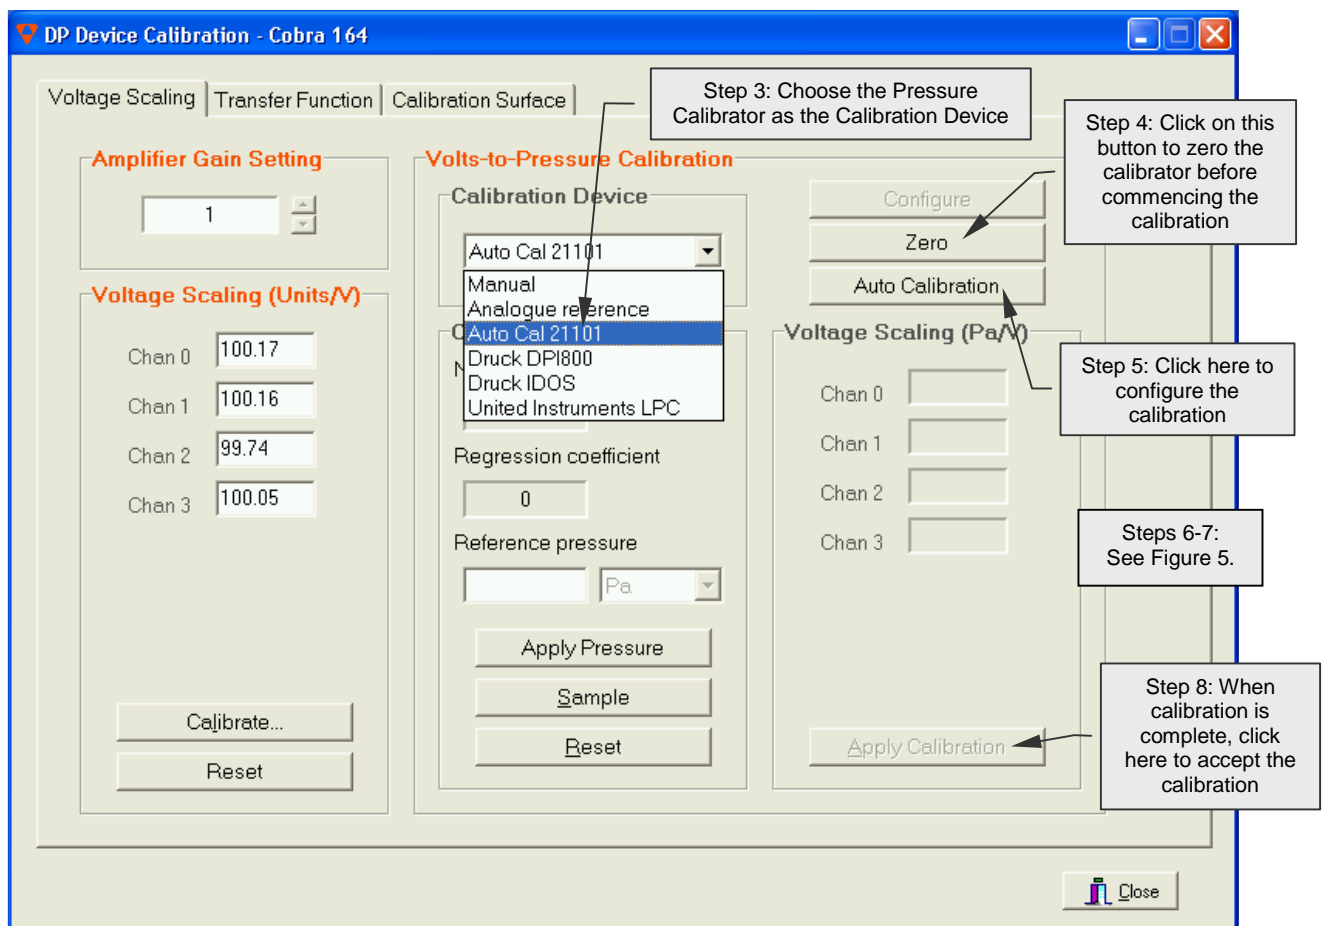 DP Device Calibration - Cobra 164
Voltage Scaling
Transfer Function
Calibration Surface
Step 3: Choose the Pressure
Calibrator as the Calibration Device
Step 4: Click on this
button to zero the
calibrator before
commencing the
calibration
Amplifier Gain Setting
1
Volts-to-Pressure Calibration
Calibration Device
Auto Cal 21101
Manual
Analogue reference
Auto Cal 21101
Druck DPI800
Druck IDOS
United Instruments LPC
Configure
Zero
Auto Calibration
Voltage Scaling (Units/V)
Chan 0 100.17
Chan 1 100.16
Chan 2 99.74
Chan 3 100.05
Calibrate...
Reset
Regression coefficient
0
Reference pressure
Pa
Apply Pressure
Sample
Reset
Voltage Scaling (Pa/V)
Chan 0
Chan 1
Chan 2
Chan 3
Apply Calibration
Step 5: Click here to
configure the
calibration
Steps 6-7:
See Figure 5.
Step 8: When
calibration is
complete, click
here to accept the
calibration
Close